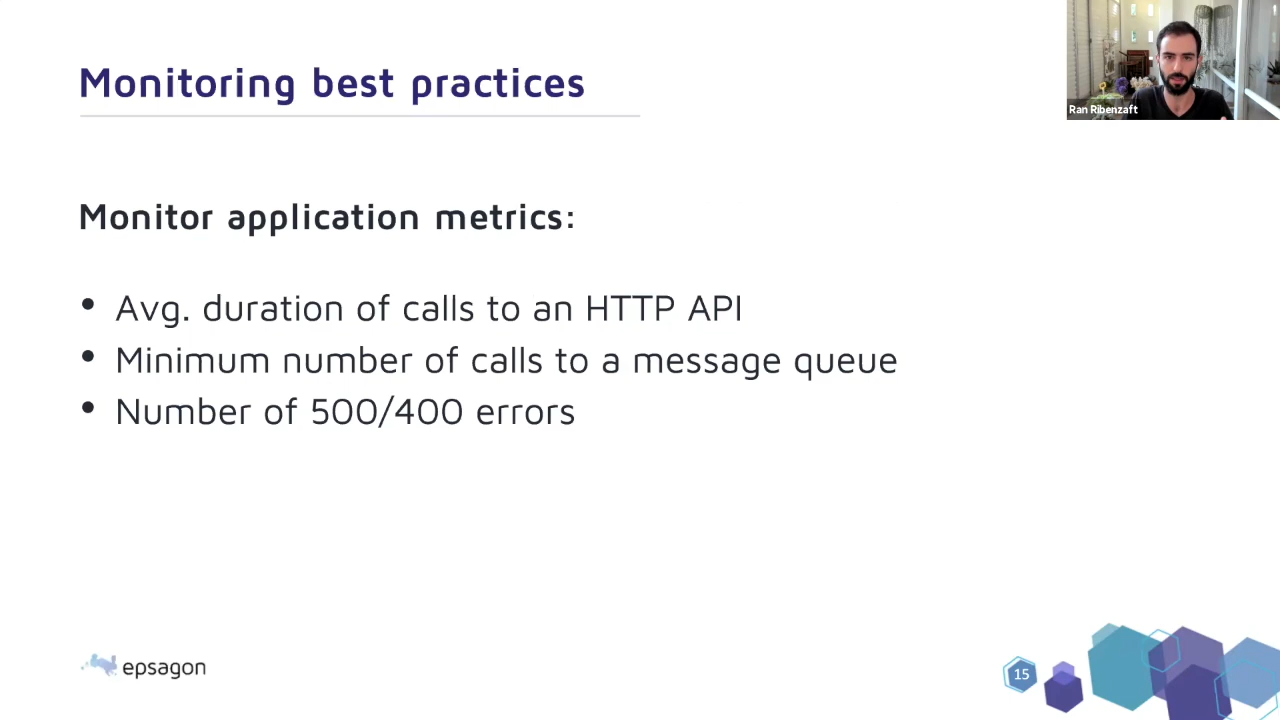 Monitoring best practices
Ran Ribenzaft
Monitor application metrics:
• Avg. duration of calls to an HTTP API
• Minimum number of calls to a message queue
• Number of 500/400 errors
epsagon
15